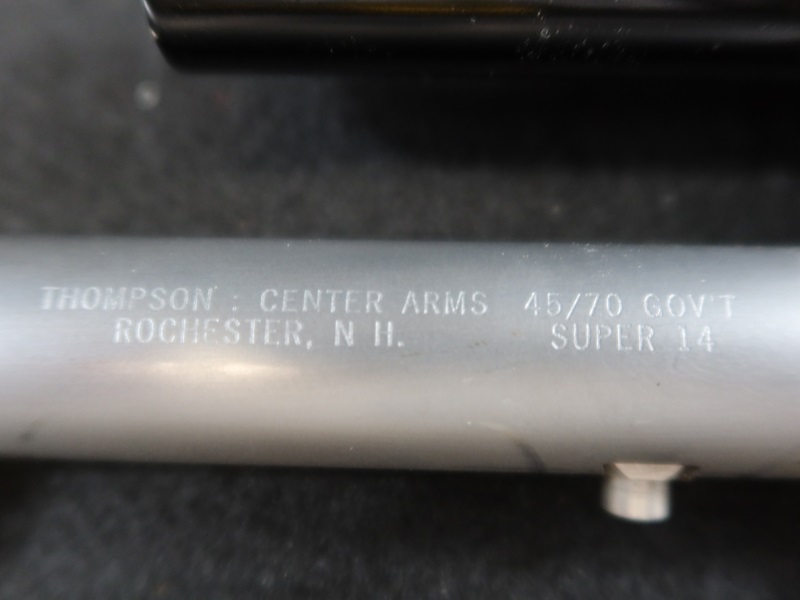 THOMPSON : CENTER ARMS 45/70 GOV'T
ROCHESTER, N H. SUPER 14